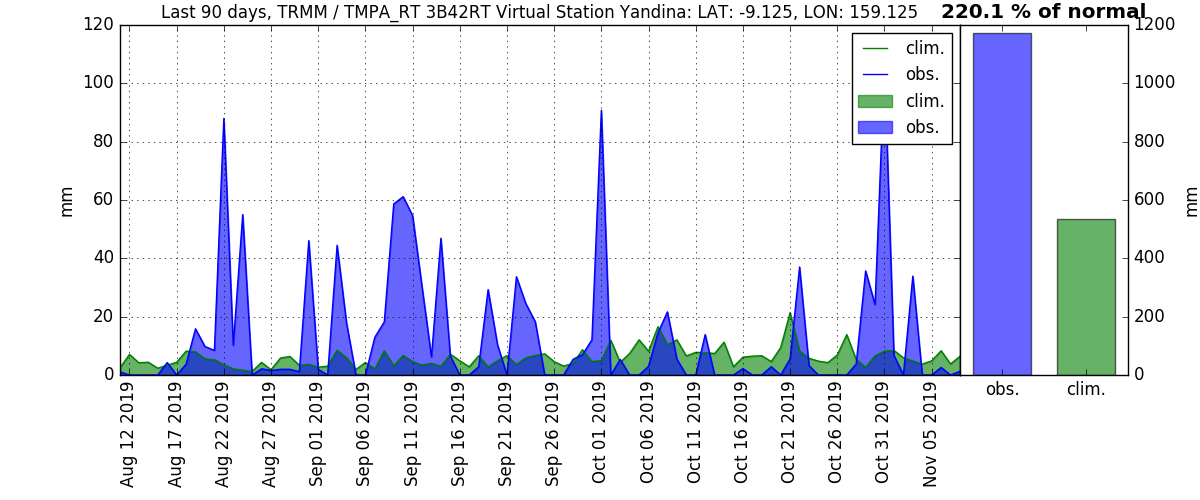 Last 90 days, TRMM / TMPA_RT 3B42RT Virtual Station Yandina: LAT: -9.125, LON: 159.125
220.1 % of normal
120
100
80
60
40
20
0
mm
clim.
obs.
clim.
obs.
1200
1000
800
600
400
200
0
mm
Aug 12 2019
Aug 17 2019
Aug 22 2019
Aug 27 2019
Sep 01 2019
Sep 06 2019
Sep 11 2019
Sep 16 2019
Sep 21 2019
Sep 26 2019
Oct 01 2019
Oct 06 2019
Oct 11 2019
Oct 16 2019
Oct 21 2019
Oct 26 2019
Oct 31 2019
Nov 05 2019
obs.
clim.